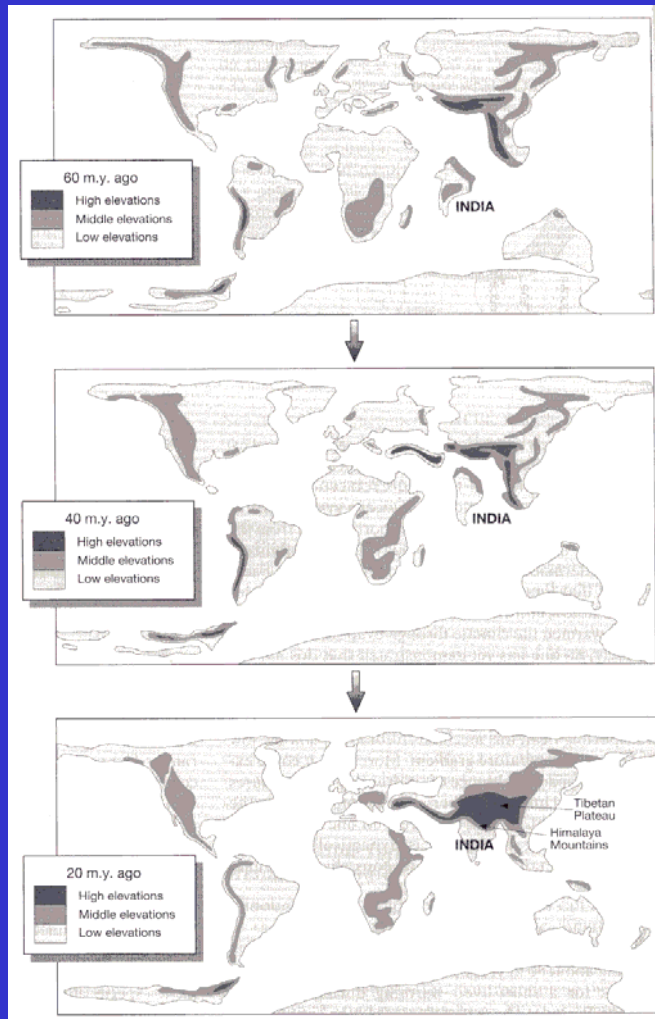 60 m.y. ago
High elevations
Middle elevations
Low elevations
INDIA
40 m.y. ago
High elevations
Middle elevations
Low elevations
INDIA
20 m.y. ago
High elevations
Middle elevations
Low elevations
INDIA
Tibetan
Plateau
Himalaya
Mountains